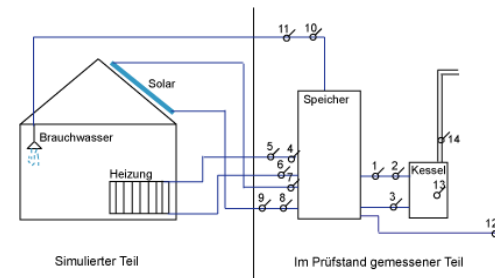 11
10
Solar
Speicher
Brauchwasser
14
5
4
6
1
2
Kessel
Heizung
7
13
9
8
3
12
Simulierter Teil
Im Prüfstand gemessener Teil